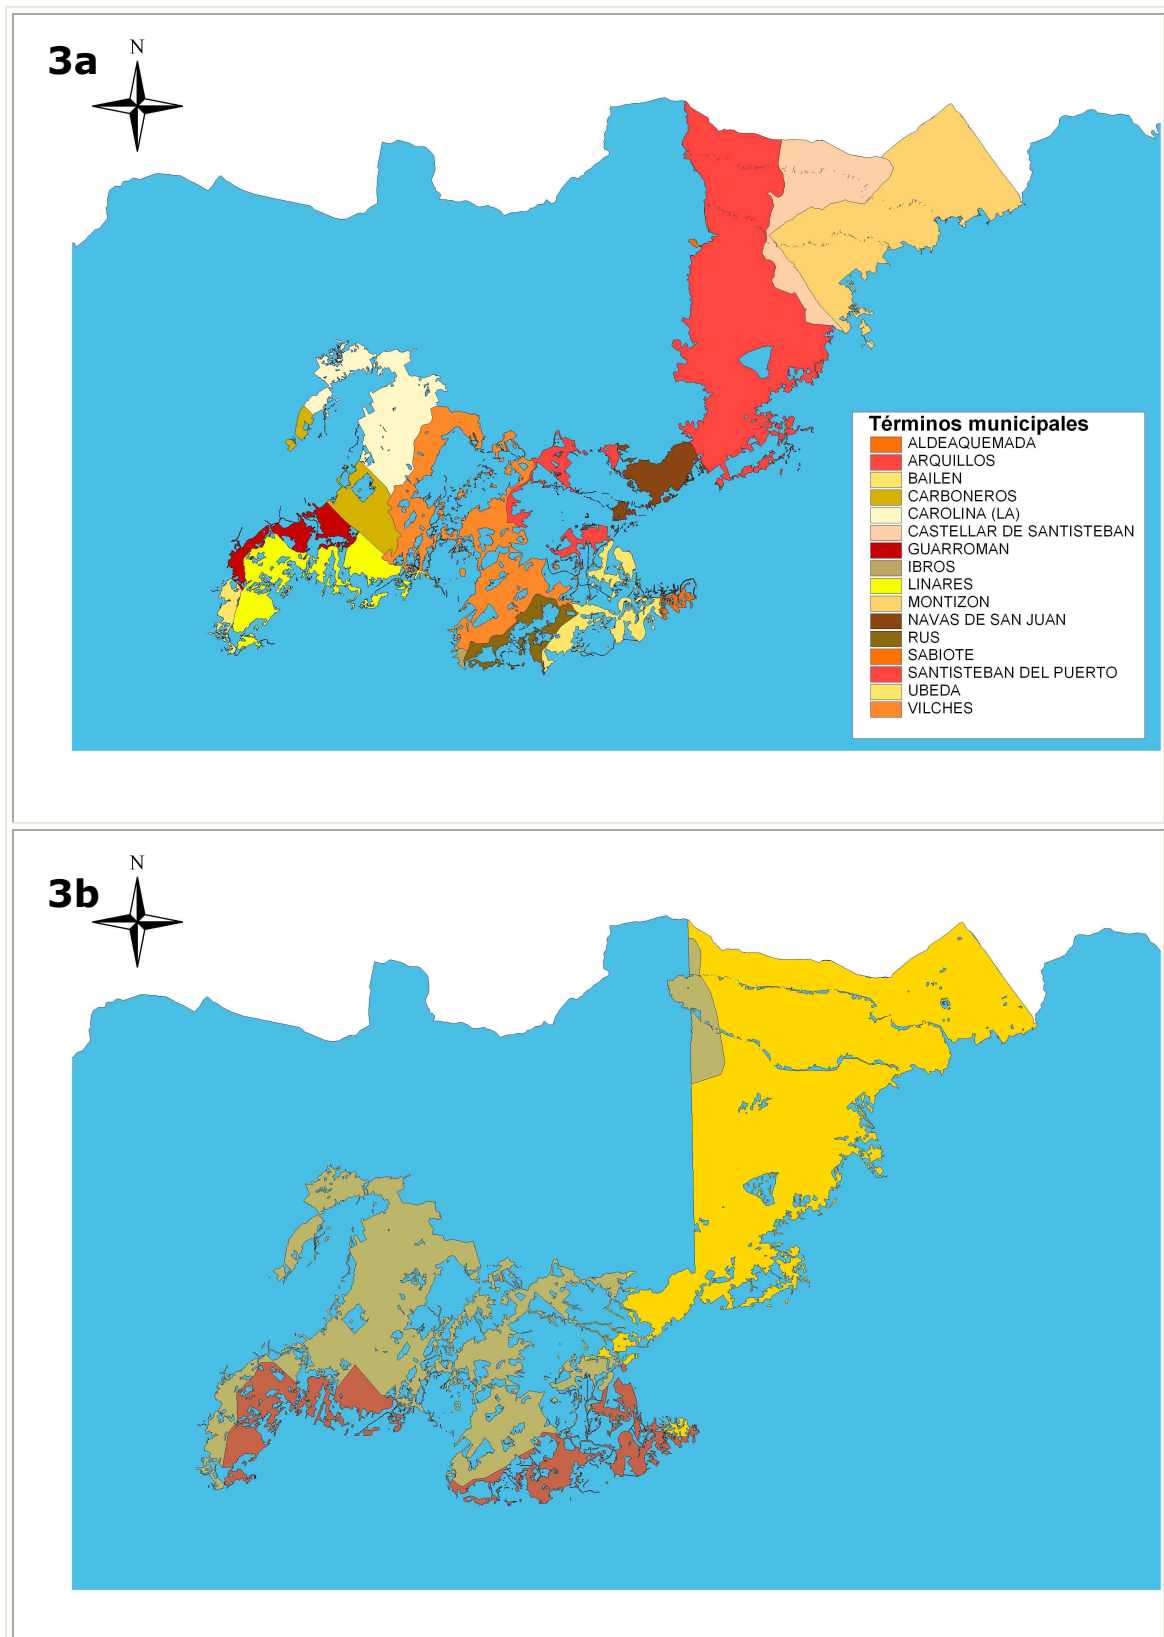 3a
N
Términos municipales
ALDEAQUEMADA
ARQUILLOS
BAILEN
CARBONEROS
CAROLINA (LA)
CASTELLAR DE SANTISTEBAN
GUARROMAN
IBROS
LINARES
MONTIZON
NAVAS DE SAN JUAN
RUS
SABIOTE
SANTISTEBAN DEL PUERTO
UBEDA
VILCHES
3b
N